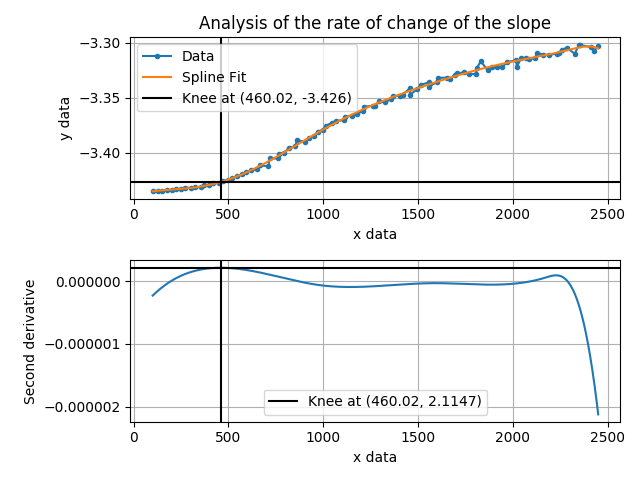 Analysis of the rate of change of the slope
−3.30
−3.35
−3.40
y data
Data
Spline Fit
Knee at (460.02, -3.426)
0
500
1000
1500
2000
2500
x data
0.000000
−0.000001
−0.000002
Second derivative
Knee at (460.02, 2.1147)
0
500
1000
1500
2000
2500
x data